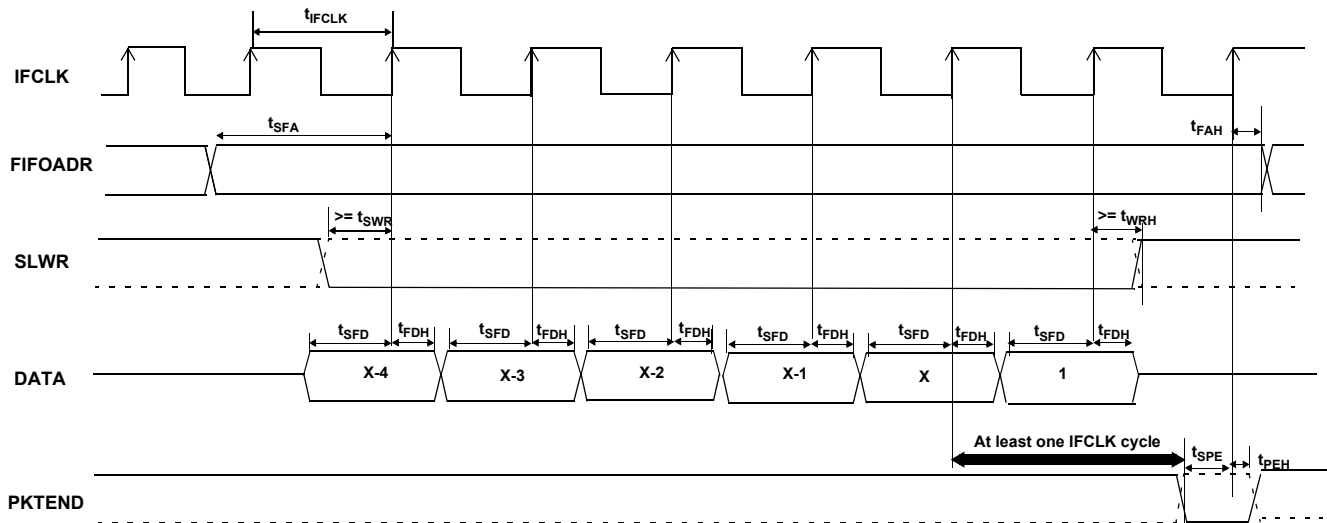 tIFCLK
IFCLK
tSFA
tFAH
FIFOADR
>= tSWR
>= tWRH
SLWR
tSFD tFDH tSFD tFDH tSFD tFDH tSFD tFDH tSFD tFDH tSFD tFDH
DATA X-4 X-3 X-2 X-1 X 1
At least one IFCLK cycle
tSPE
tPEH
PKTEND